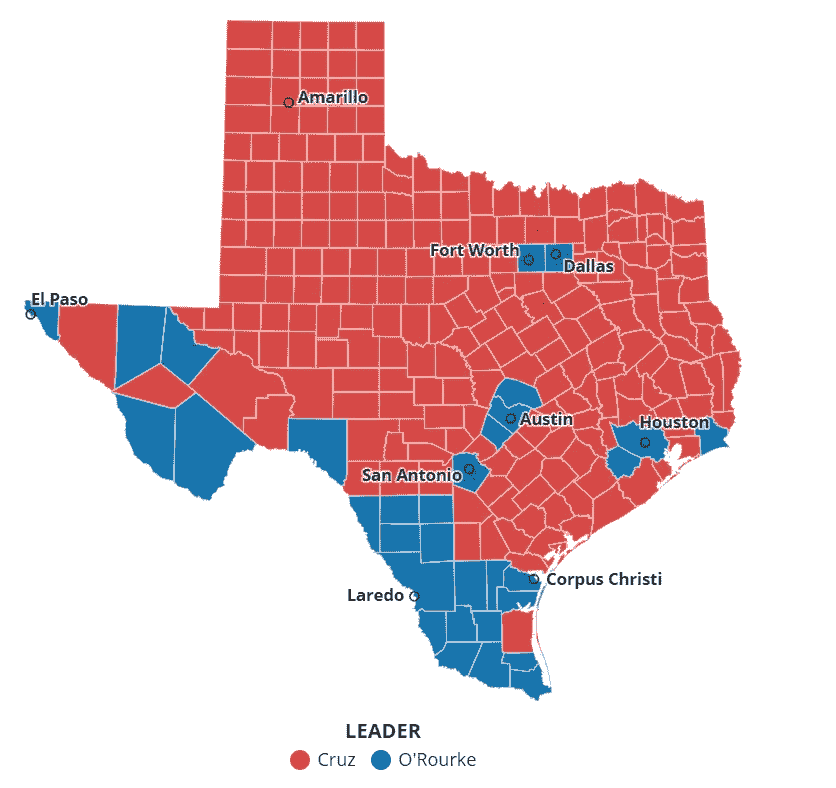 Amarillo
Fort Worth
Dallas
El Paso
Austin
Houston
San Antonio
Corpus Christi
Laredo
LEADER
Cruz O'Rourke